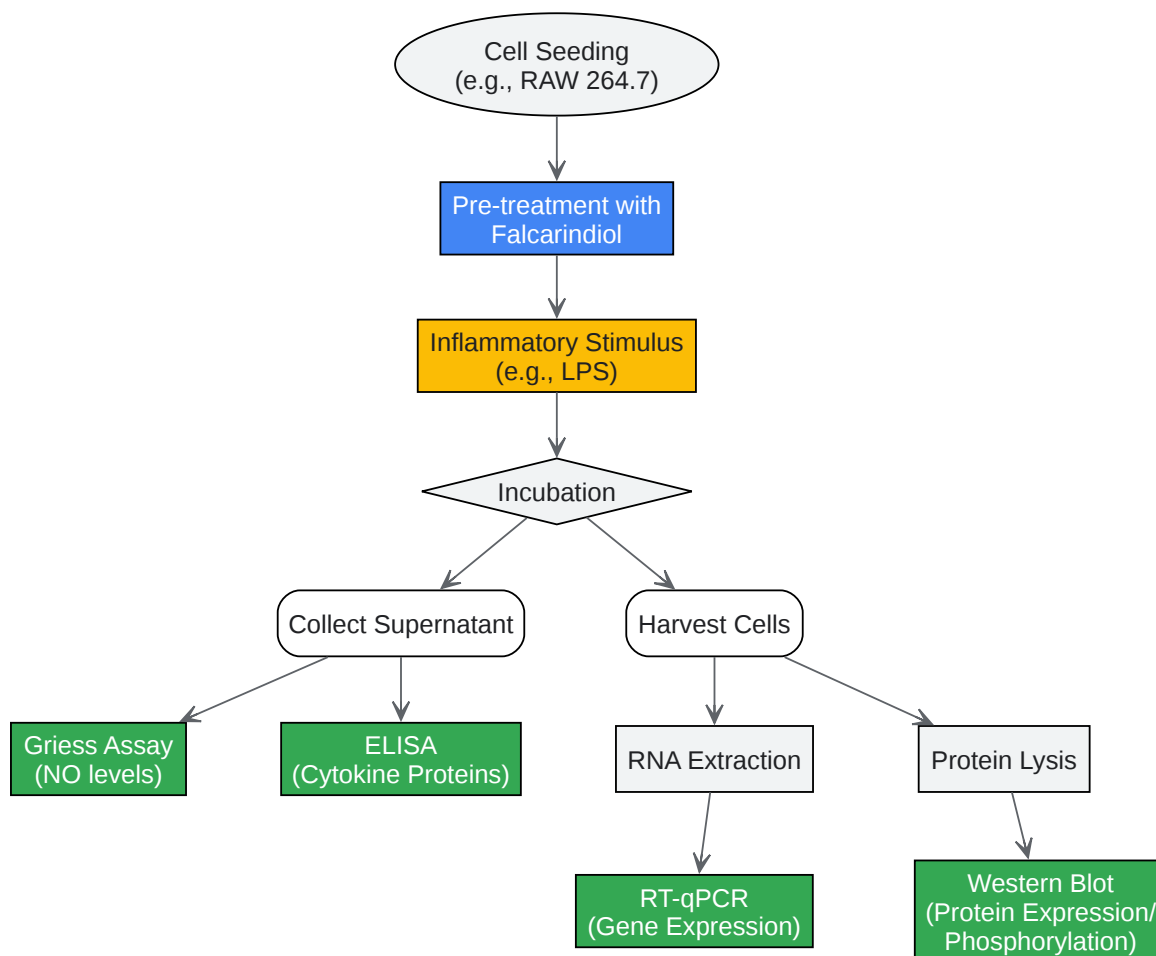 Cell Seeding
(e.g., RAW 264.7)
Pre-treatment with
Falcarindiol
Inflammatory Stimulus
(e.g., LPS)
Incubation
Collect Supernatant
Harvest Cells
Griess Assay
(NO levels)
ELISA
(Cytokine Proteins)
RNA Extraction
Protein Lysis
RT-qPCR
(Gene Expression)
Western Blot
(Protein Expression/
Phosphorylation)